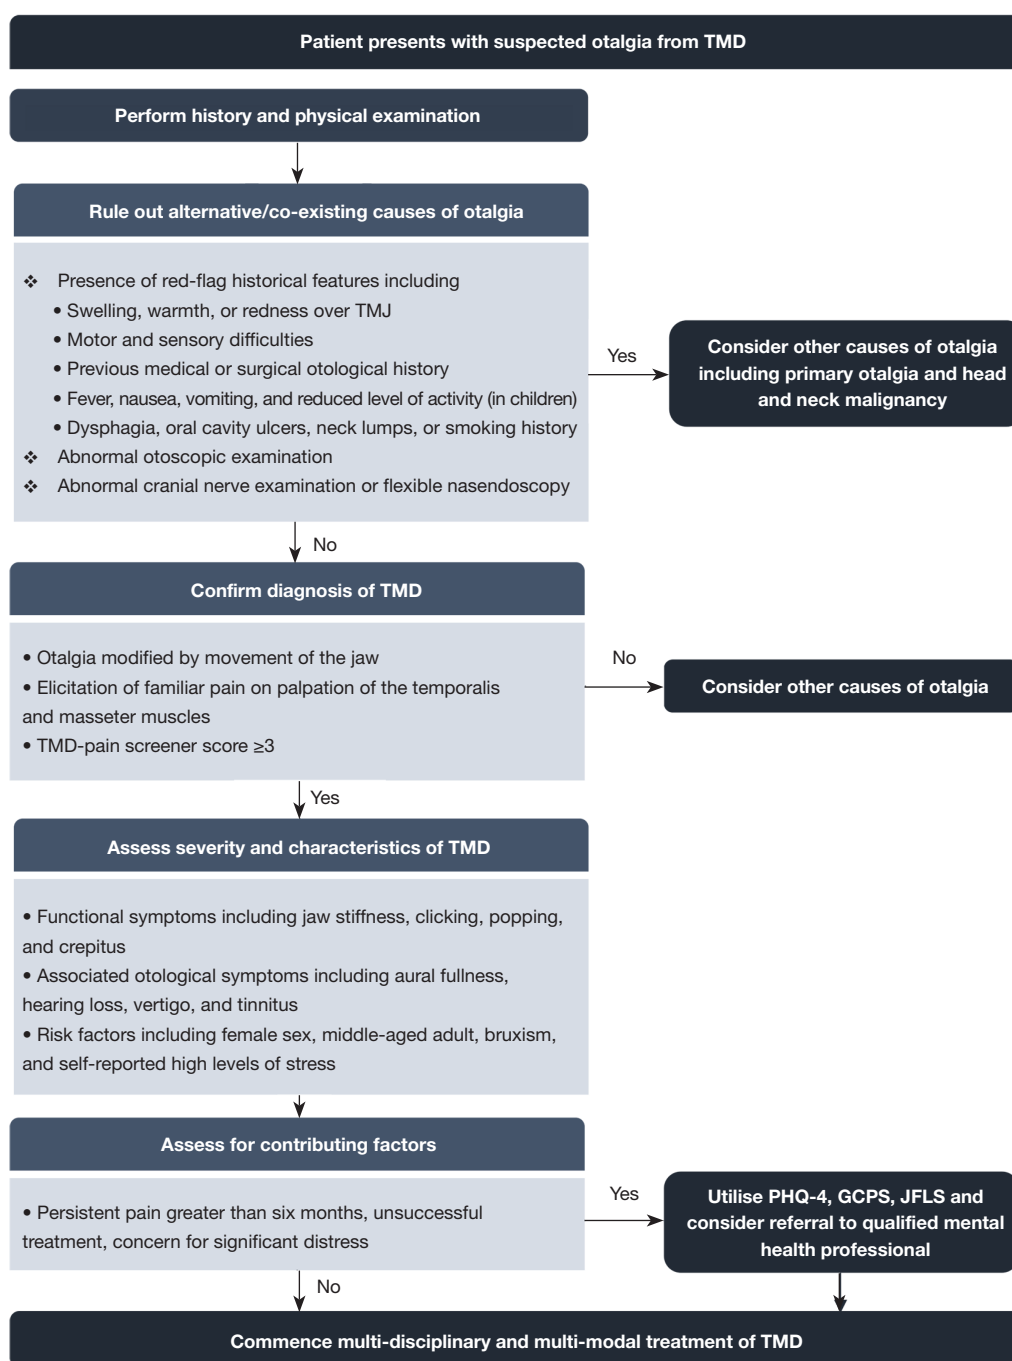 Patient presents with suspected otalgia from TMD
Perform history and physical examination
Rule out alternative/co-existing causes of otalgia
❖ Presence of red-flag historical features including
• Swelling, warmth, or redness over TMJ
• Motor and sensory difficulties
• Previous medical or surgical otological history
• Fever, nausea, vomiting, and reduced level of activity (in children)
• Dysphagia, oral cavity ulcers, neck lumps, or smoking history
❖ Abnormal otoscopic examination
❖ Abnormal cranial nerve examination or flexible nasendoscopy
Yes
Consider other causes of otalgia
including primary otalgia and head
and neck malignancy
No
Confirm diagnosis of TMD
• Otalgia modified by movement of the jaw
• Elicitation of familiar pain on palpation of the temporalis
and masseter muscles
• TMD-pain screener score ≥3
No
Consider other causes of otalgia
Yes
Assess severity and characteristics of TMD
• Functional symptoms including jaw stiffness, clicking, popping,
and crepitus
• Associated otological symptoms including aural fullness,
hearing loss, vertigo, and tinnitus
• Risk factors including female sex, middle-aged adult, bruxism,
and self-reported high levels of stress
Assess for contributing factors
• Persistent pain greater than six months, unsuccessful
treatment, concern for significant distress
Yes
Utilise PHQ-4, GCPS, JFLS and
consider referral to qualified mental
health professional
No
Commence multi-disciplinary and multi-modal treatment of TMD